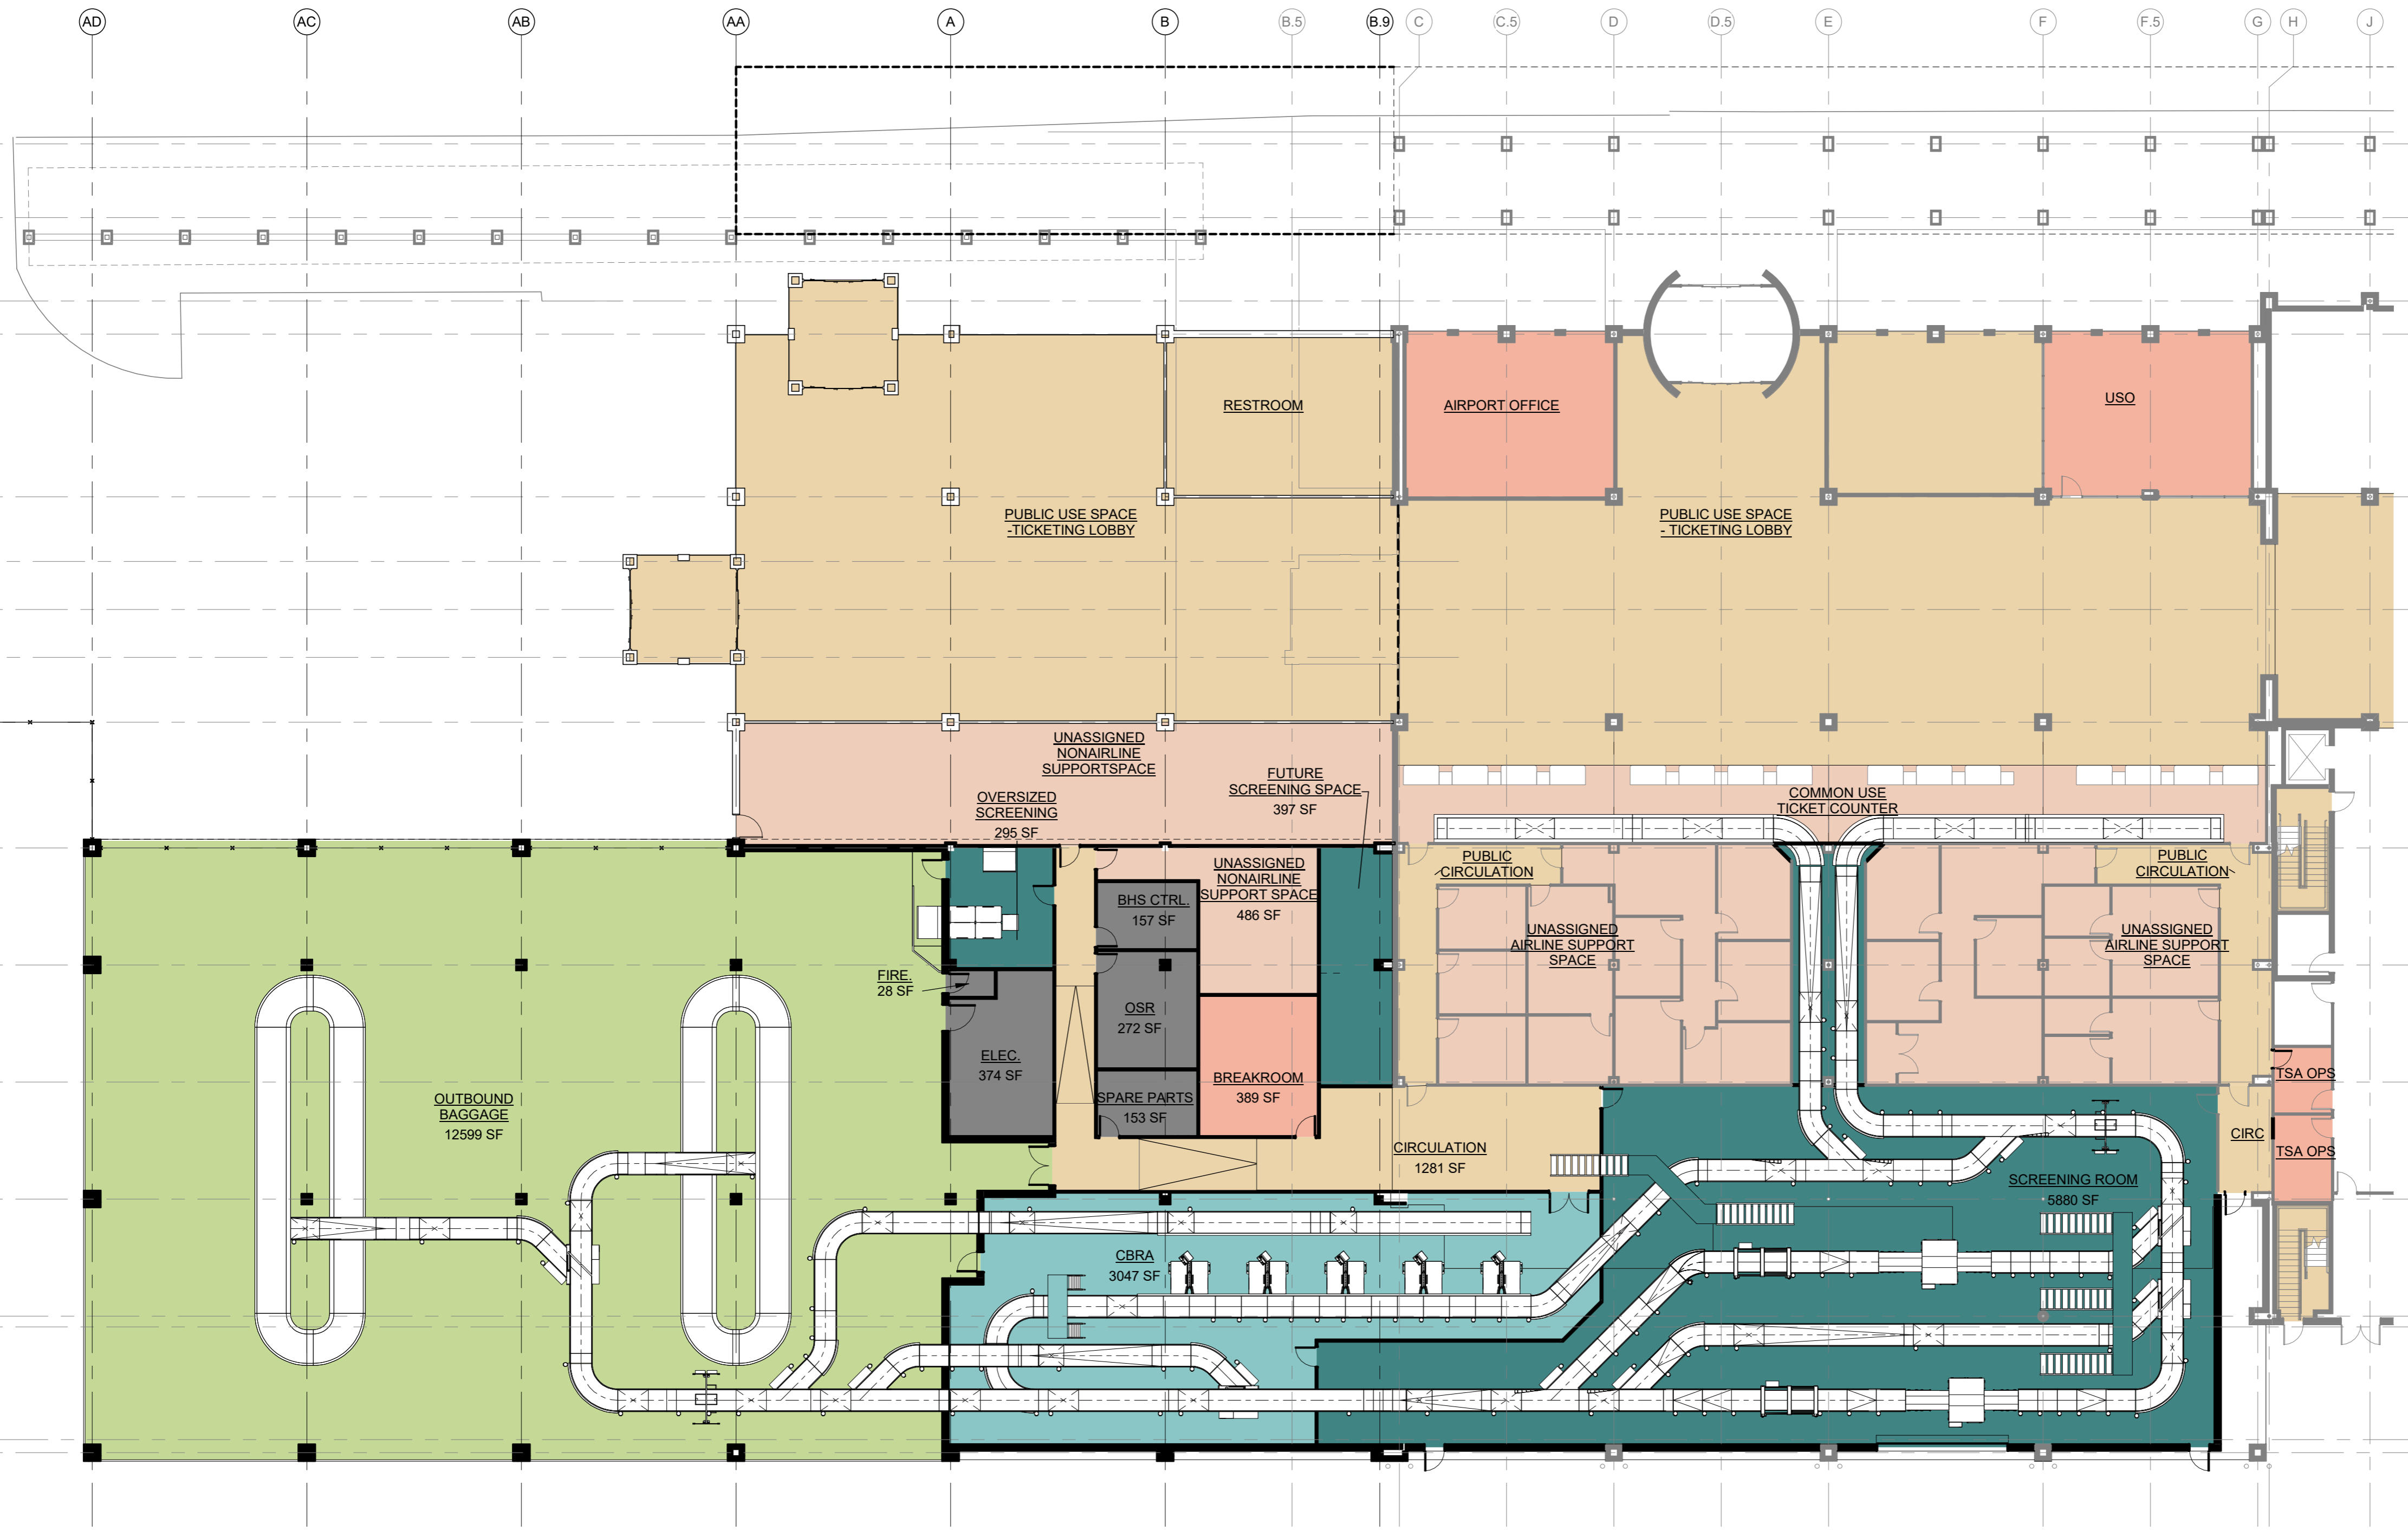 AD
AC
AB
AA
A
B
B.5
B.9
C
C.5
D
D.5
E
F
F.5
G
H
J
RESTROOM
AIRPORT OFFICE
USO
PUBLIC USE SPACE
-TICKETING LOBBY
PUBLIC USE SPACE
- TICKETING LOBBY
UNASSIGNED
NONAIRLINE
SUPPORTSPACE
FUTURE
SCREENING SPACE
397 SF
OVERSIZED
SCREENING
295 SF
COMMON USE
TICKET COUNTER
PUBLIC
CIRCULATION
PUBLIC
CIRCULATION
UNASSIGNED
NONAIRLINE
SUPPORT SPACE
486 SF
BHS CTRL.
157 SF
UNASSIGNED
AIRLINE SUPPORT
SPACE
UNASSIGNED
AIRLINE SUPPORT
SPACE
FIRE.
28 SF
OSR
272 SF
ELEC.
374 SF
BREAKROOM
389 SF
SPARE PARTS
153 SF
OUTBOUND
BAGGAGE
12599 SF
TSA OPS
CIRC
TSA OPS
CIRCULATION
1281 SF
SCREENING ROOM
5880 SF
CBRA
3047 SF